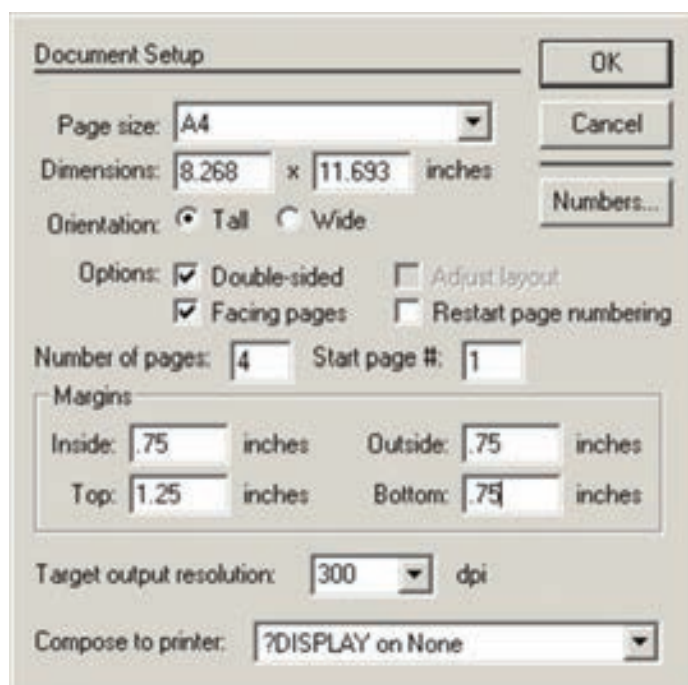 Document Setup
OK
Page size: A4
Cancel
Dimensions: 8.268 x 11.693 inches
Numbers...
Orientation: Tall Wide
Options: Double-sided Adjust layout
Facing pages Restart page numbering
Number of pages: 4 Start page #: 1
Margins
Inside: .75 inches Outside: .75 inches
Top: 1.25 inches Bottom: .75 inches
Target output resolution: 300 dpi
Compose to printer: ?DISPLAY on None